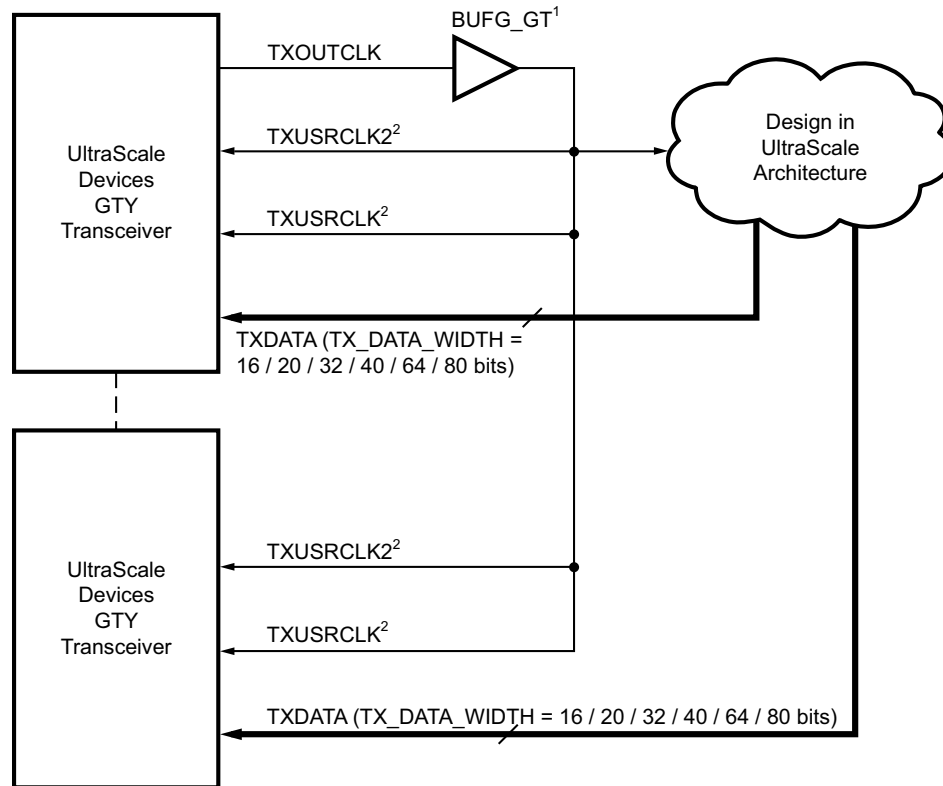 BUFG_GT1
TXOUTCLK
TXUSRCLK22
TXUSRCLK2
UltraScale
Devices
GTY
Transceiver
Design in
UltraScale
Architecture
TXDATA (TX_DATA_WIDTH =
16 / 20 / 32 / 40 / 64 / 80 bits)
UltraScale
Devices
GTY
Transceiver
TXUSRCLK22
TXUSRCLK2
TXDATA (TX_DATA_WIDTH = 16 / 20 / 32 / 40 / 64 / 80 bits)